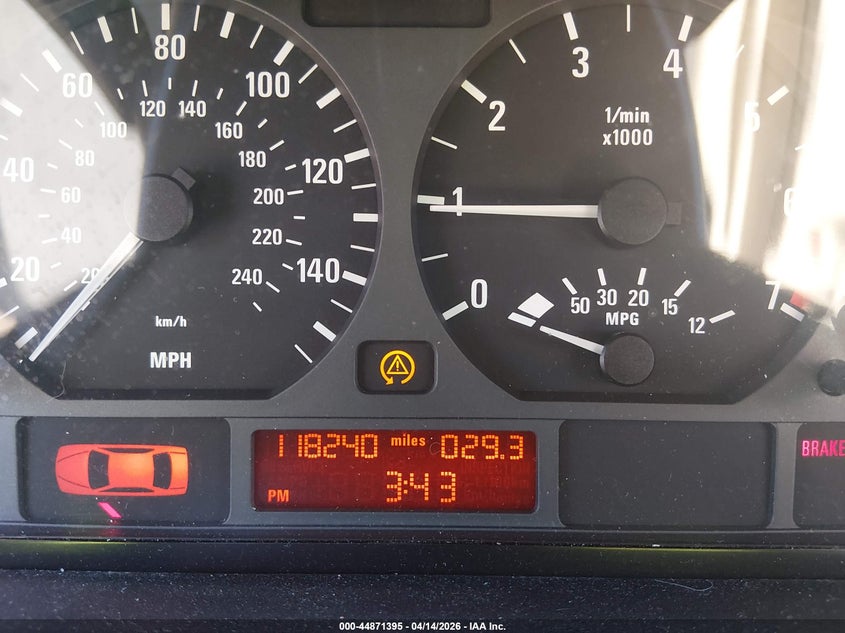 20 40 60 80 100 120 140
20 40 60 80 100 120 140 160 180 200 220 240
km/h
MPH
0 1 2 3 4 5 6 7
1/min
x1000
50 30 20 15 12
MPG
118240 miles 029.3
PM 3:43
BRAKE
000-44871395 - 04/14/2026 - IAA Inc.